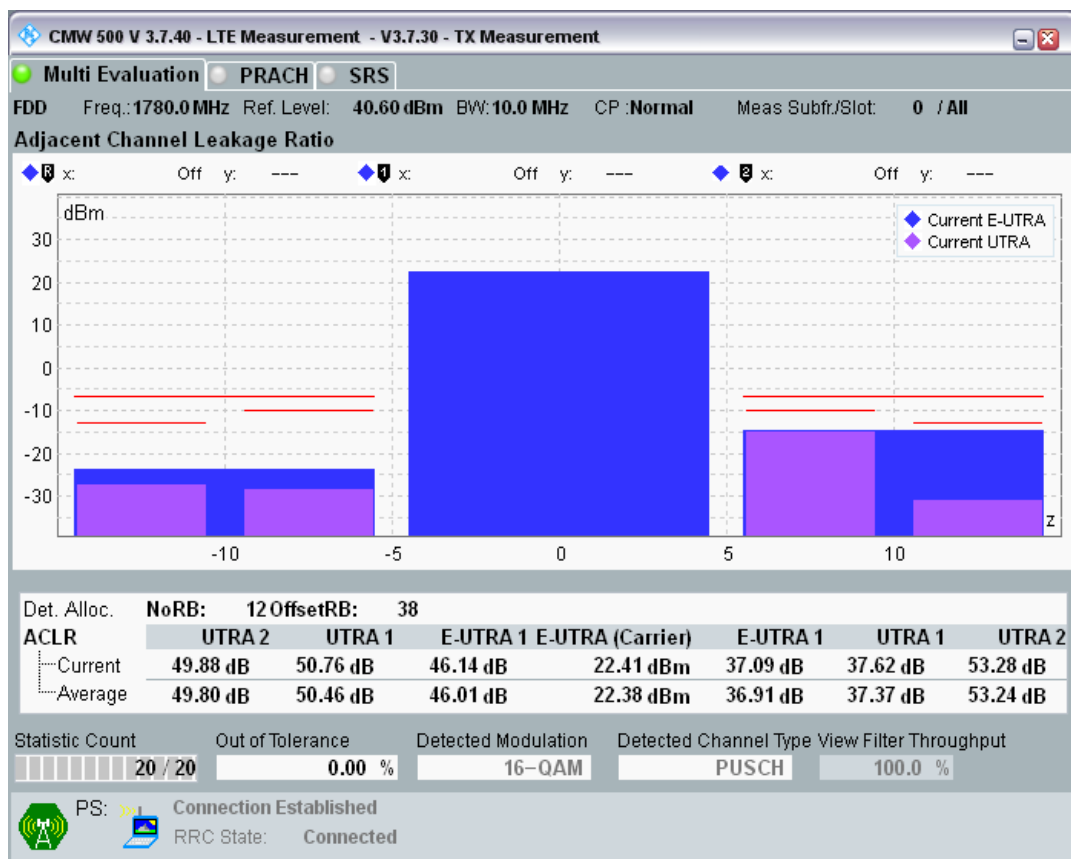 CMW 500 V 3.7.40 - LTE Measurement - V3.7.30 - TX Measurement
Multi Evaluation PRACH SRS
FDD Freq.: 1780.0 MHz Ref. Level: 40.60 dBm BW: 10.0 MHz CP : Normal Meas Subfr./Slot: 0 / All
Adjacent Channel Leakage Ratio
R x: Off y: --- 1 x: Off y: --- 2 x: Off y: ---
dBm
Current E-UTRA
Current UTRA
30
20
10
0
-10
-20
-30
z
-10 -5 0 5 10
Det. Alloc. NoRB: 12 OffsetRB: 38
ACLR UTRA 2 UTRA 1 E-UTRA 1 E-UTRA (Carrier) E-UTRA 1 UTRA 1 UTRA 2
Current 49.88 dB 50.76 dB 46.14 dB 22.41 dBm 37.09 dB 37.62 dB 53.28 dB
Average 49.80 dB 50.46 dB 46.01 dB 22.38 dBm 36.91 dB 37.37 dB 53.24 dB
Statistic Count Out of Tolerance Detected Modulation Detected Channel Type View Filter Throughput
20 / 20 0.00 % 16-QAM PUSCH 100.0 %
PS: Connection Established
RRC State: Connected